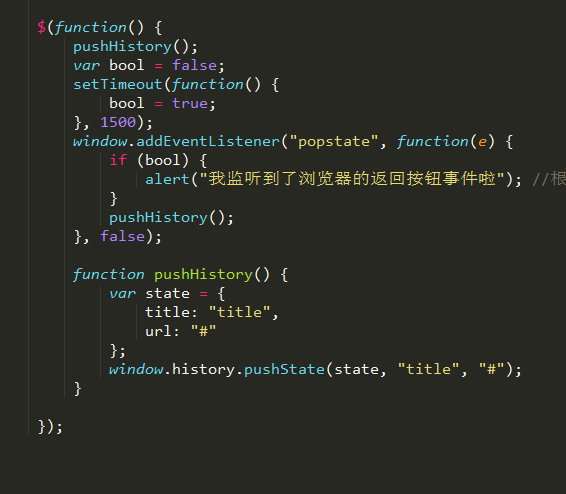 $(function() {
    pushHistory();
    var bool = false;
    setTimeout(function() {
        bool = true;
    }, 1500);
    window.addEventListener("popstate", function(e) {
        if (bool) {
            alert("我监听到了浏览器的返回按钮事件啦"); //根
        }
        pushHistory();
    }, false);
    function pushHistory() {
        var state = {
            title: "title",
            url: "#"
        };
        window.history.pushState(state, "title", "#");
    }
});